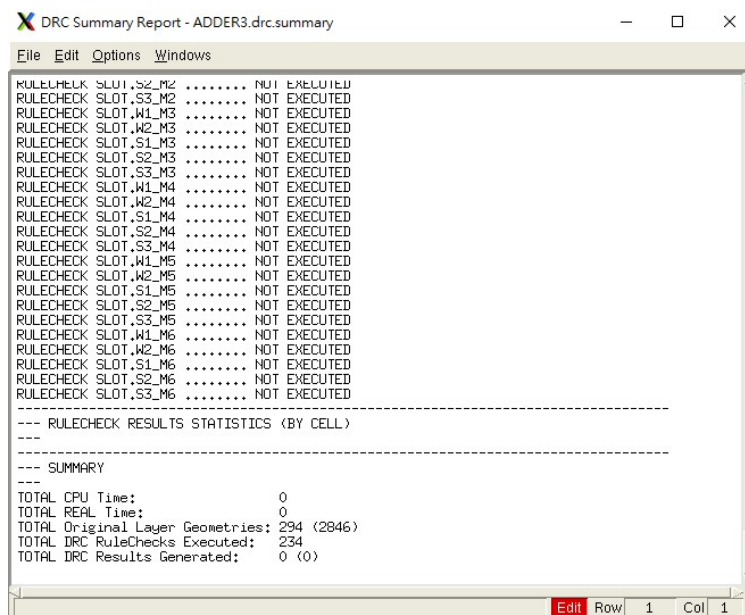 DRC Summary Report - ADDER3.drc.summary
File Edit Options Windows
RULECHECK SLOT.S2_M2 ........ NOT EXECUTED
RULECHECK SLOT.S3_M2 ........ NOT EXECUTED
RULECHECK SLOT.W1_M3 ........ NOT EXECUTED
RULECHECK SLOT.W2_M3 ........ NOT EXECUTED
RULECHECK SLOT.S1_M3 ........ NOT EXECUTED
RULECHECK SLOT.S2_M3 ........ NOT EXECUTED
RULECHECK SLOT.S3_M3 ........ NOT EXECUTED
RULECHECK SLOT.W1_M4 ........ NOT EXECUTED
RULECHECK SLOT.W2_M4 ........ NOT EXECUTED
RULECHECK SLOT.S1_M4 ........ NOT EXECUTED
RULECHECK SLOT.S2_M4 ........ NOT EXECUTED
RULECHECK SLOT.S3_M4 ........ NOT EXECUTED
RULECHECK SLOT.W1_M5 ........ NOT EXECUTED
RULECHECK SLOT.W2_M5 ........ NOT EXECUTED
RULECHECK SLOT.S1_M5 ........ NOT EXECUTED
RULECHECK SLOT.S2_M5 ........ NOT EXECUTED
RULECHECK SLOT.S3_M5 ........ NOT EXECUTED
RULECHECK SLOT.W1_M6 ........ NOT EXECUTED
RULECHECK SLOT.W2_M6 ........ NOT EXECUTED
RULECHECK SLOT.S1_M6 ........ NOT EXECUTED
RULECHECK SLOT.S2_M6 ........ NOT EXECUTED
RULECHECK SLOT.S3_M6 ........ NOT EXECUTED
----------------------------------------------------------------------------------
--- RULECHECK RESULTS STATISTICS (BY CELL)
---
----------------------------------------------------------------------------------
--- SUMMARY
---
TOTAL CPU Time: 0
TOTAL REAL Time: 0
TOTAL Original Layer Geometries: 294 (2846)
TOTAL DRC RuleChecks Executed: 234
TOTAL DRC Results Generated: 0 (0)
Edit Row 1 Col 1